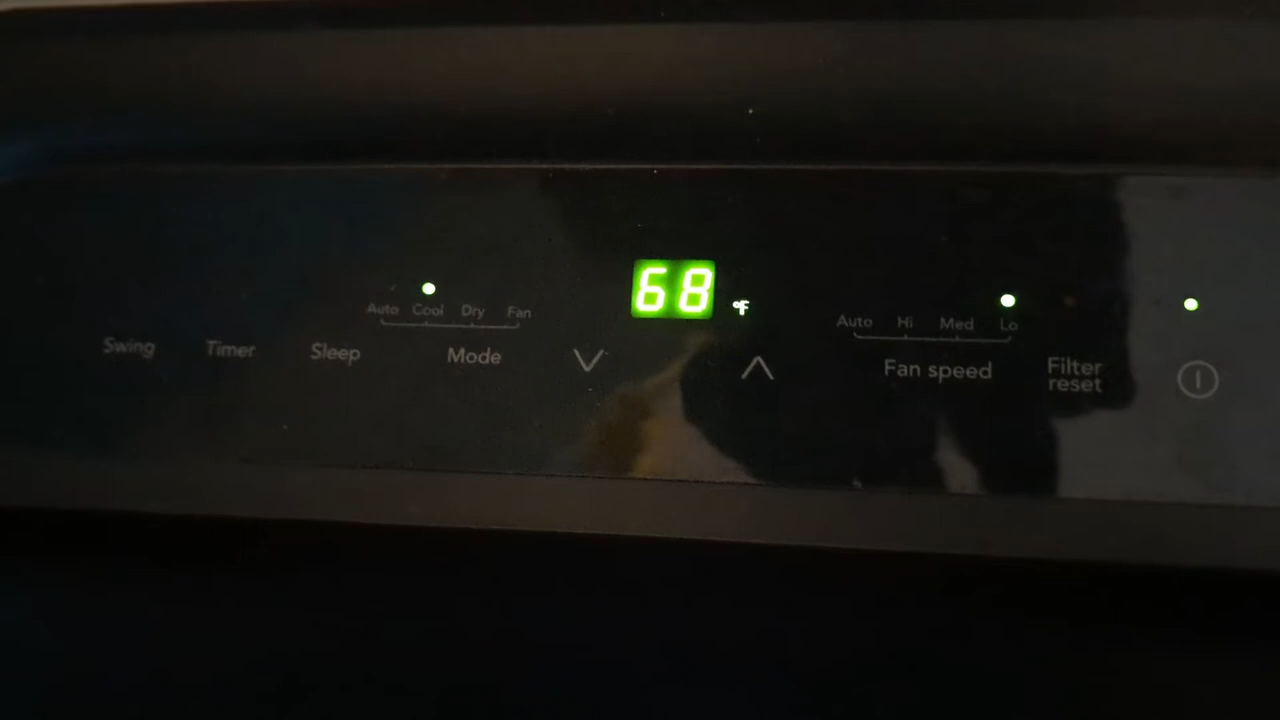 68 °F
Auto Cool Dry Fan
Auto Hi Med Lo
Swing Timer Sleep Mode Fan speed Filter
reset